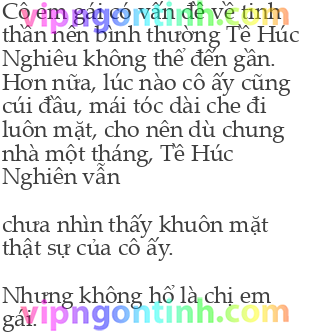 Cô em gái có vấn đề về tinh
thần nên bình thường Tề Húc
Nghiêu không thể đến gần.
Hơn nữa, lúc nào cô ấy cũng
cúi đầu, mái tóc dài che đi
luôn mặt, cho nên dù chung
nhà một tháng, Tề Húc
Nghiên vẫn
chưa nhìn thấy khuôn mặt
thật sự của cô ấy.
Nhưng không hổ là chị em
gái.
vipngontinh.com
vipngontinh.com